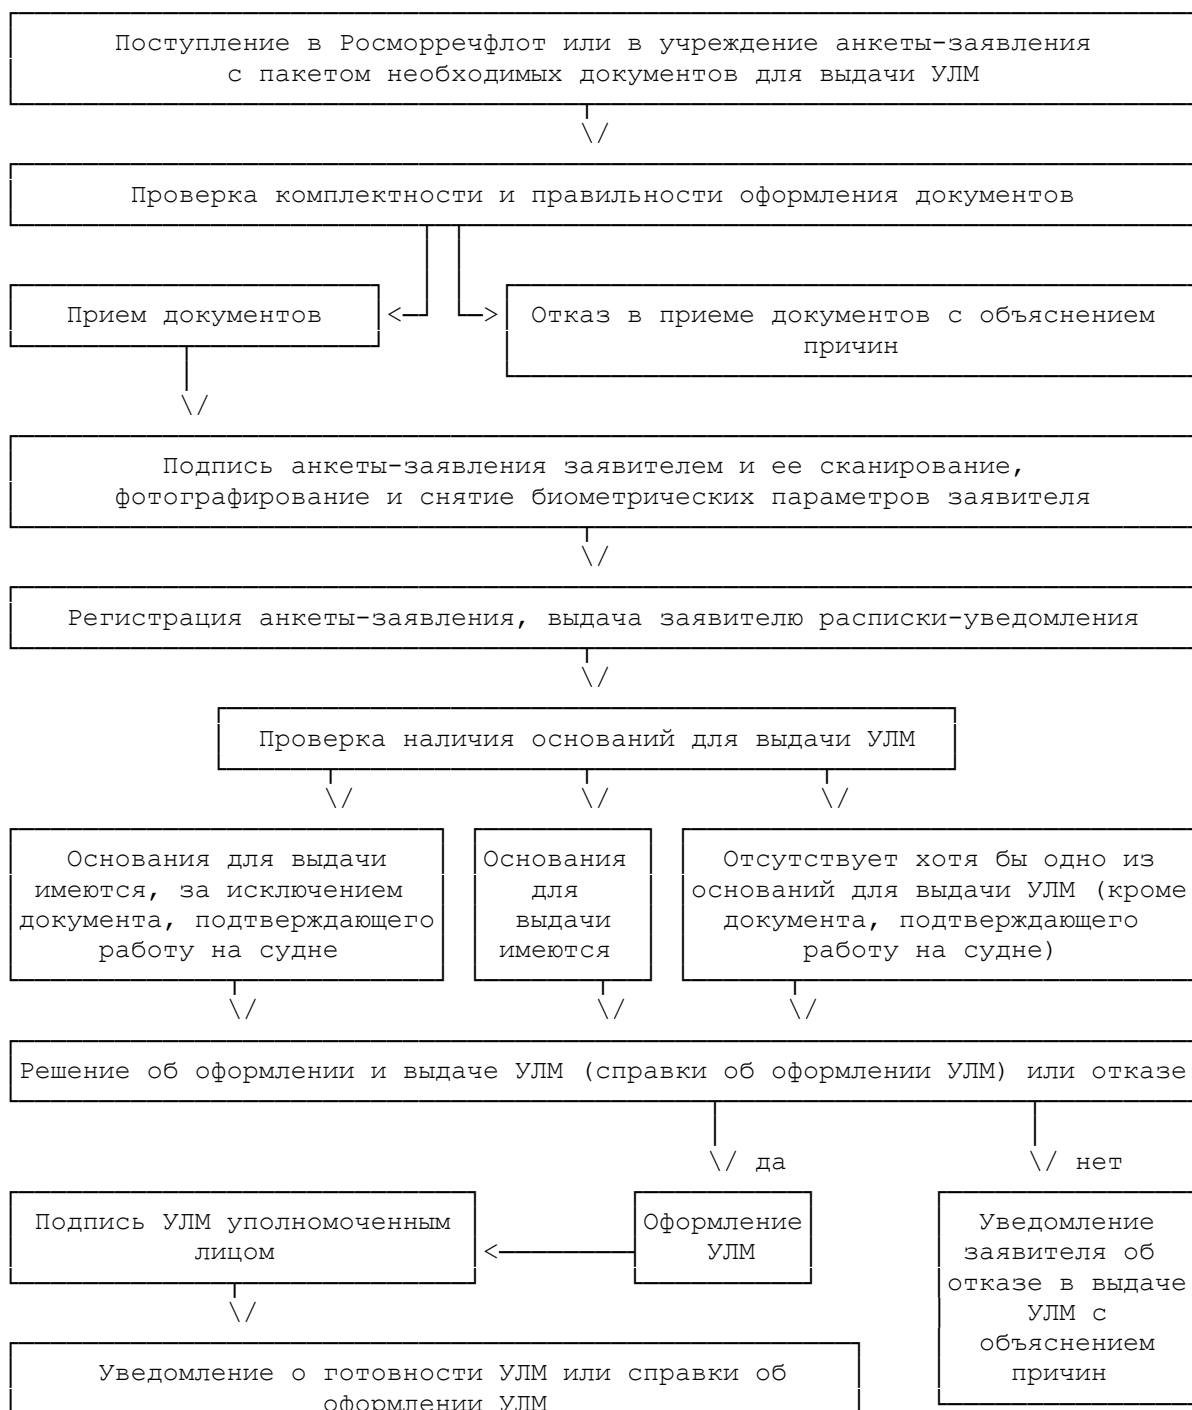 Поступление в Росморречфлот или в учреждение анкеты-заявления
с пакетом необходимых документов для выдачи УЛМ
\/
Проверка комплектности и правильности оформления документов
Прием документов
<
>
Отказ в приеме документов с объяснением
причин
\/
Подпись анкеты-заявления заявителем и ее сканирование,
фотографирование и снятие биометрических параметров заявителя
\/
Регистрация анкеты-заявления, выдача заявителю расписки-уведомления
\/
Проверка наличия оснований для выдачи УЛМ
\/ \/ \/
Основания для выдачи
имеются, за исключением
документа, подтверждающего
работу на судне
Основания
для
выдачи
имеются
Отсутствует хотя бы одно из
оснований для выдачи УЛМ (кроме
документа, подтверждающего
работу на судне)
\/ \/ \/
Решение об оформлении и выдаче УЛМ (справки об оформлении УЛМ) или отказе
\/ да
\/ нет
Подпись УЛМ уполномоченным
лицом
<
Оформление
УЛМ
Уведомление
заявителя об
отказе в выдаче
УЛМ с
объяснением
причин
\/
Уведомление о готовности УЛМ или справки об
оформлении УЛМ